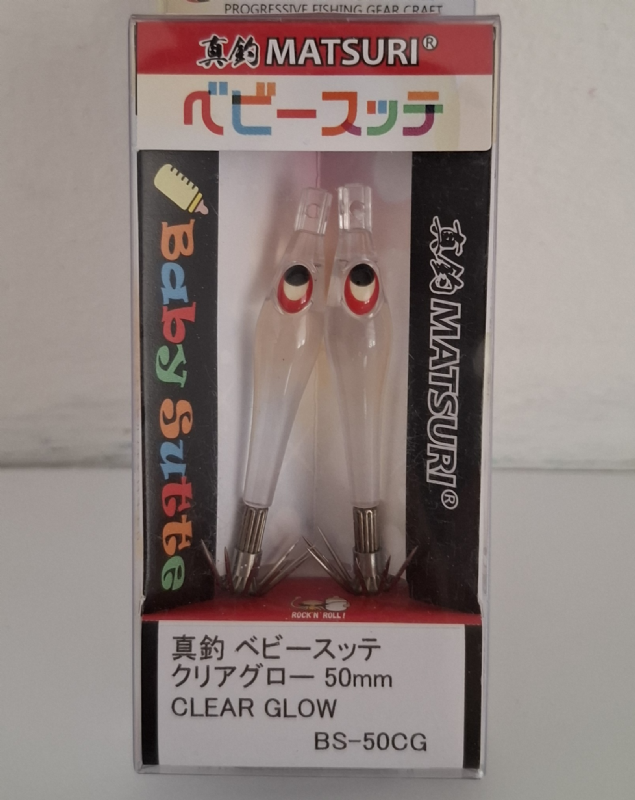 PROGRESSIVE FISHING GEAR CRAFT
真釣 MATSURI®
ベビースッテ
Baby Sutte
真釣 MATSURI®
ROCK'N' ROLL!
真釣 ベビースッテ
クリアグロー 50mm
CLEAR GLOW
BS-50CG